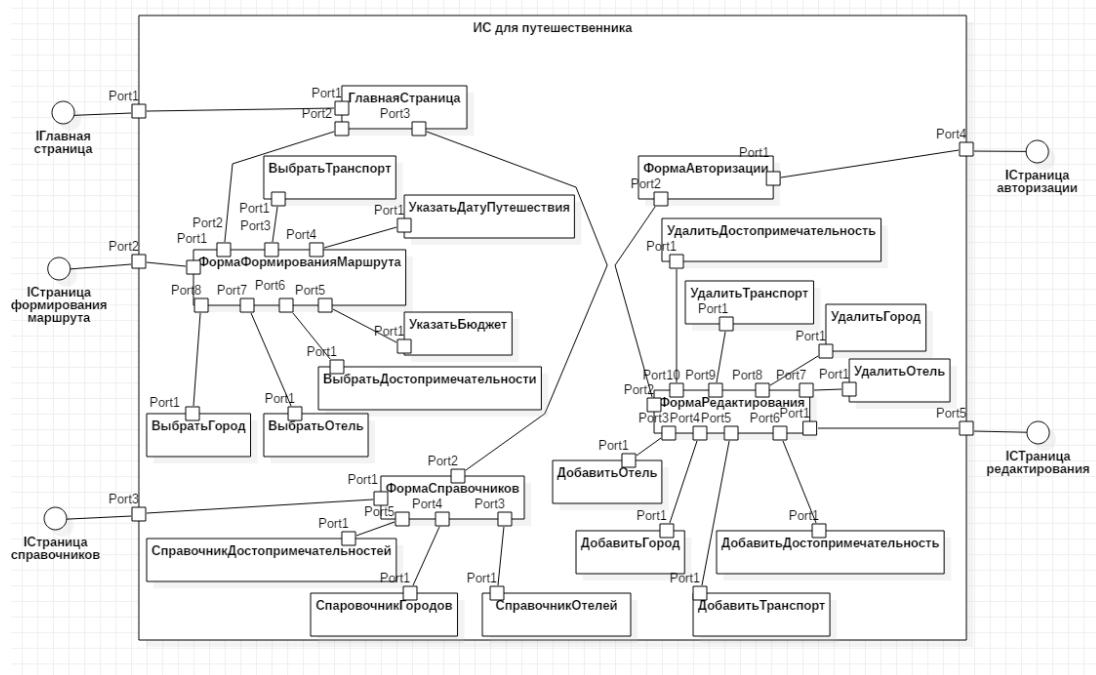 ИС для путешественника
Port1
Port1
ГлавнаяСтраница
Port2
Port3
IГлавная
страница
Port4
Port1
ФормаАвторизации
IСтраница
авторизации
ВыбратьТранспорт
Port2
Port1
УказатьДатуПутешествия
Port1
Port2
Port3
Port4
УдалитьДостопримечательность
Port2
Port1
Port1
ФормаФормированияМаршрута
IСтраница
формирования
маршрута
Port8
Port7
Port6
Port5
УдалитьТранспорт
Port1
УдалитьГород
УказатьБюджет
Port1
Port1
Port1
ВыбратьДостопримечательности
УдалитьОтель
Port10
Port9
Port8
Port7
Port1
Port2
ФормаРедактирования
Port1
Port1
Port3
Port4
Port5
Port6
Port1
Port5
ВыбратьГород
ВыбратьОтель
Port1
Port2
IСТраница
редактирования
ДобавитьОтель
Port1
ФормаСправочников
Port3
Port5
Port4
Port3
IСтраница
справочников
Port1
Port1
Port1
СправочникДостопримечательностей
ДобавитьГород
ДобавитьДостопримечательность
Port1
Port1
Port1
СпаровочникГородов
СправочникОтелей
ДобавитьТранспорт